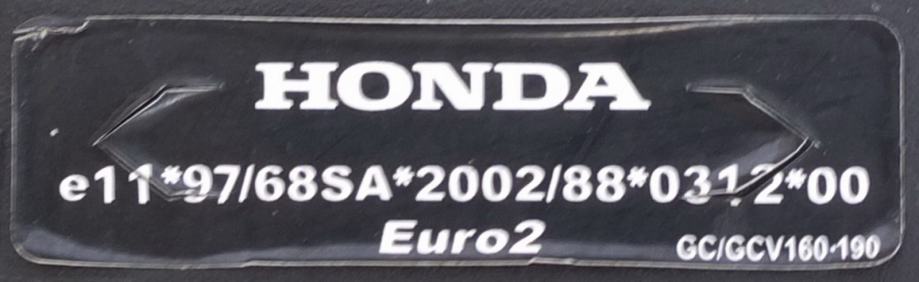 HONDA
e11*97/68SA*2002/88*0312*00
Euro2
GC/GCV160-190